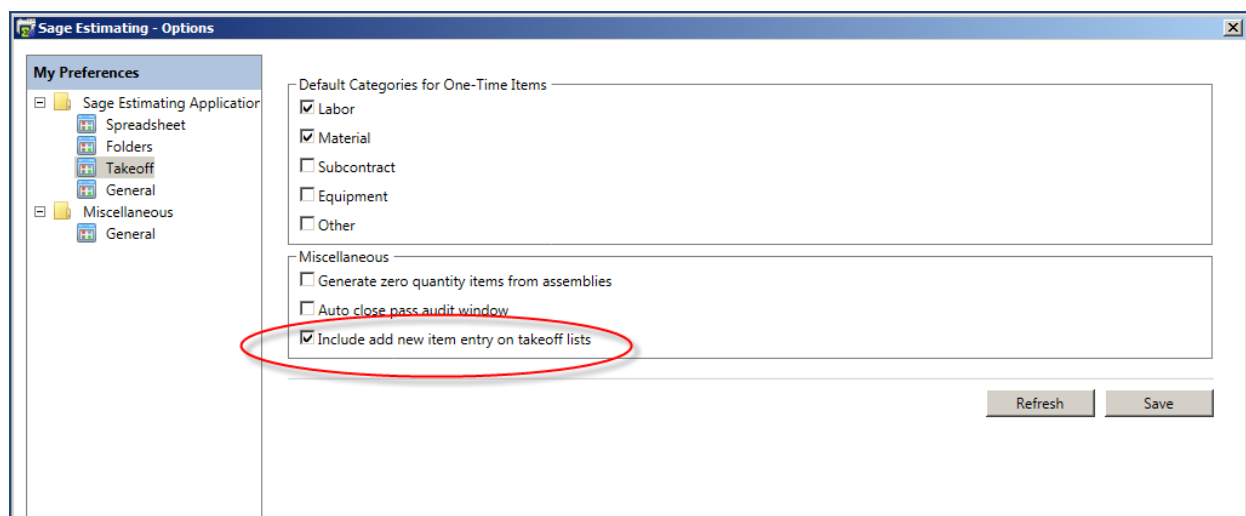 Sage Estimating - Options
My Preferences
Sage Estimating Application
Spreadsheet
Folders
Takeoff
General
Miscellaneous
General
Default Categories for One-Time Items
Labor
Material
Subcontract
Equipment
Other
Miscellaneous
Generate zero quantity items from assemblies
Auto close pass audit window
Include add new item entry on takeoff lists
Refresh
Save